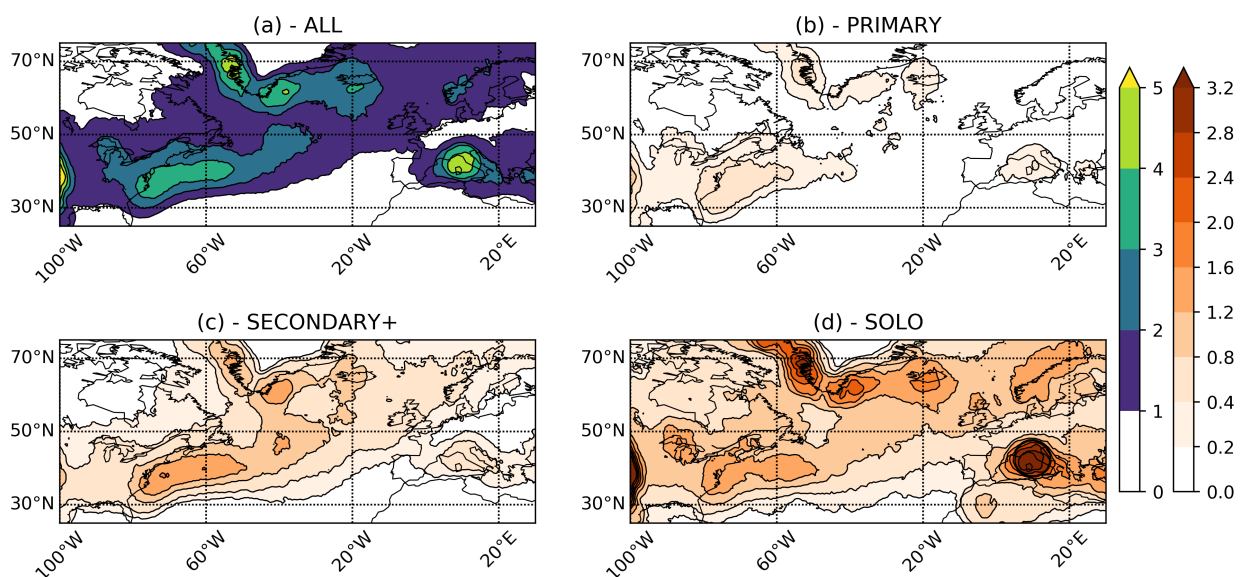 (a) - ALL
(b) - PRIMARY
70°N
50°N
30°N
100°W
60°W
20°W
20°E
100°W
60°W
20°W
20°E
(c) - SECONDARY+
(d) - SOLO
70°N
50°N
30°N
70°N
50°N
30°N
100°W
60°W
20°W
20°E
100°W
60°W
20°W
20°E
70°N
50°N
30°N
5
4
3
2
1
0
3.2
2.8
2.4
2.0
1.6
1.2
0.8
0.4
0.2
0.0